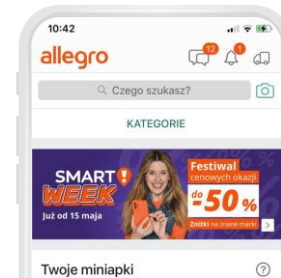 10:42
allegro
12
9
Czego szukasz?
KATEGORIE
SMART!
WEEK
Już od 15 maja
Festiwal
cenowych okazji
do
-50%
Zniżki na znane marki
Twoje miniapki
?